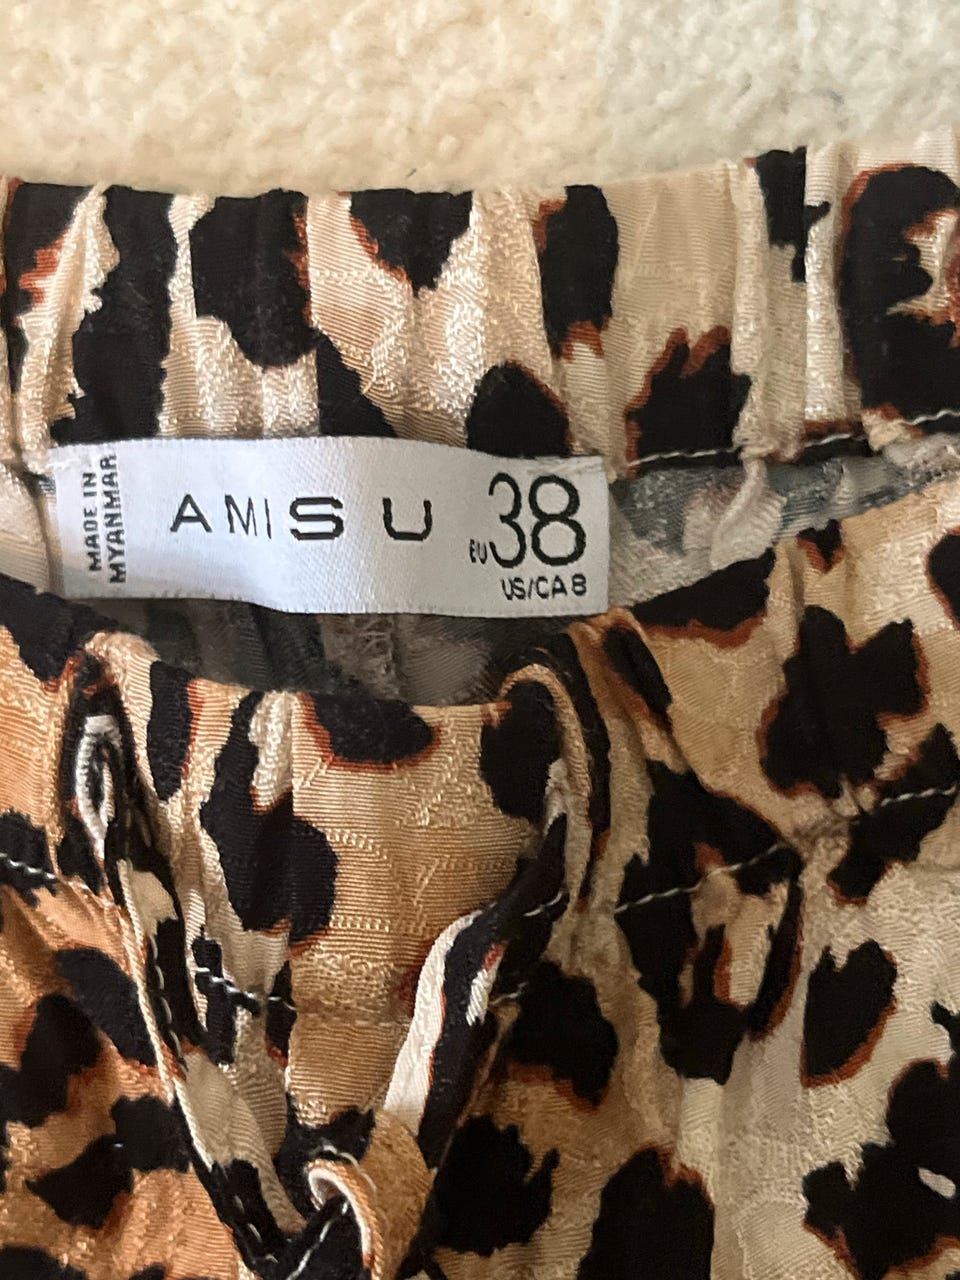 MADE IN
MYANMAR
AMISU
EU 38
US/CA 8